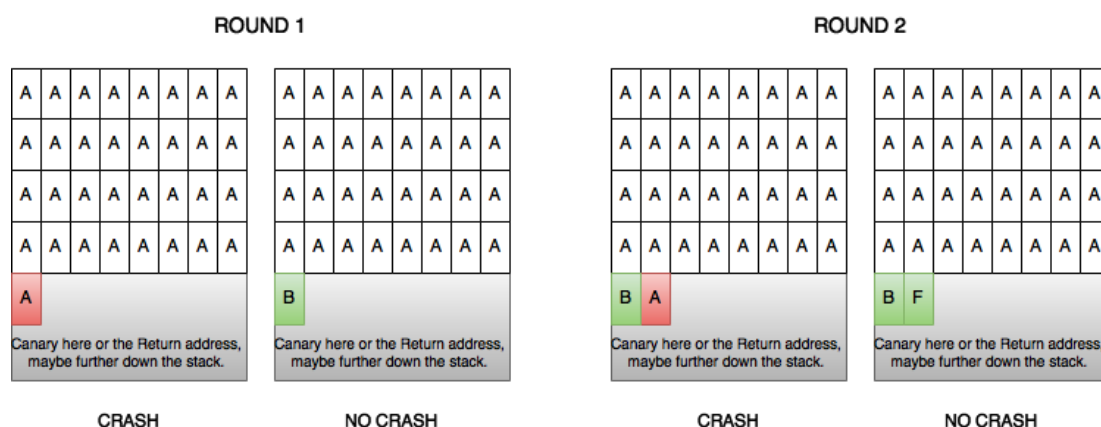 ROUND 1
ROUND 2
A A A A A A A A
A A A A A A A A
A A A A A A A A
A A A A A A A A
A
Canary here or the Return address,
maybe further down the stack.
CRASH
A A A A A A A A
A A A A A A A A
A A A A A A A A
A A A A A A A A
B
Canary here or the Return address,
maybe further down the stack.
NO CRASH
A A A A A A A A
A A A A A A A A
A A A A A A A A
A A A A A A A A
B A
Canary here or the Return address,
maybe further down the stack.
CRASH
A A A A A A A A
A A A A A A A A
A A A A A A A A
A A A A A A A A
B F
Canary here or the Return address,
maybe further down the stack.
NO CRASH